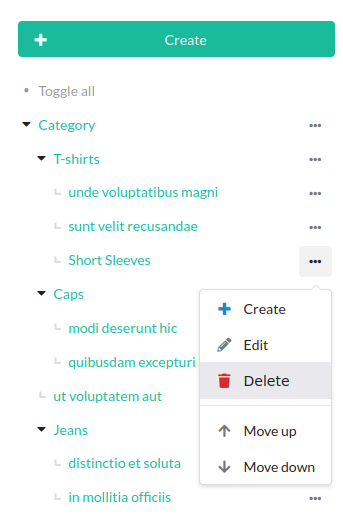 Create
Toggle all
Category
T-shirts
unde voluptatibus magni
sunt velit recusandae
Short Sleeves
Caps
Create
modi deserunt hic
Edit
quibusdam excepturi
Delete
ut voluptatem aut
Jeans
Move up
distinctio et soluta
Move down
in mollitia officiis